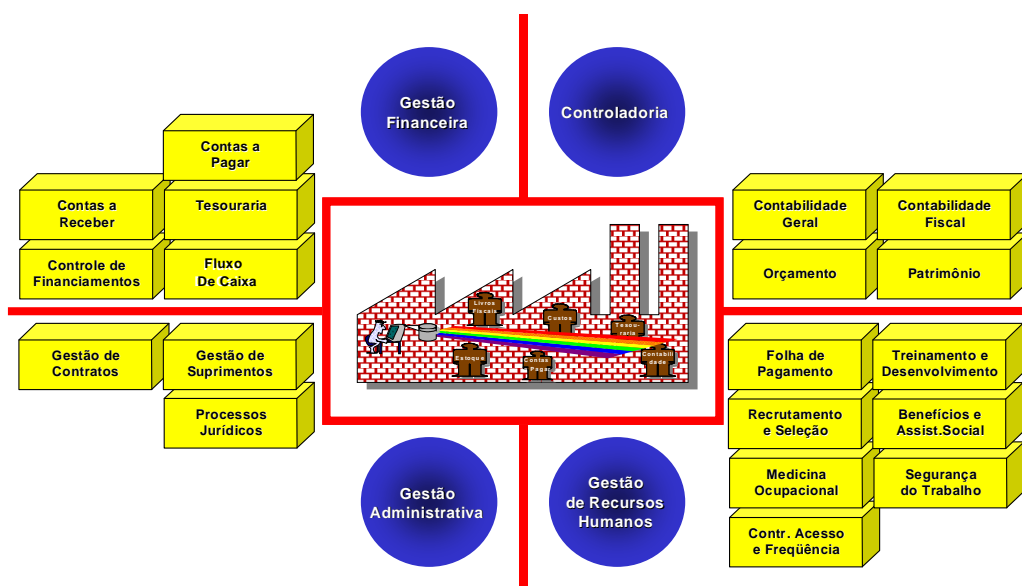 Gestão
Financeira
Controladoria
Contas a
Pagar
Contas a
Receber
Tesouraria
Controle de
Financiamentos
Fluxo
De Caixa
Contabilidade
Geral
Contabilidade
Fiscal
Orçamento
Patrimônio
Livros
Fiscais
Custos
Tesou-
raria
Estoque
Contas
Pagar
Contabili
dade
Gestão de
Contratos
Gestão de
Suprimentos
Processos
Jurídicos
Folha de
Pagamento
Treinamento e
Desenvolvimento
Recrutamento
e Seleção
Benefícios e
Assist.Social
Medicina
Ocupacional
Segurança
do Trabalho
Contr. Acesso
e Freqüência
Gestão
Administrativa
Gestão
de Recursos
Humanos